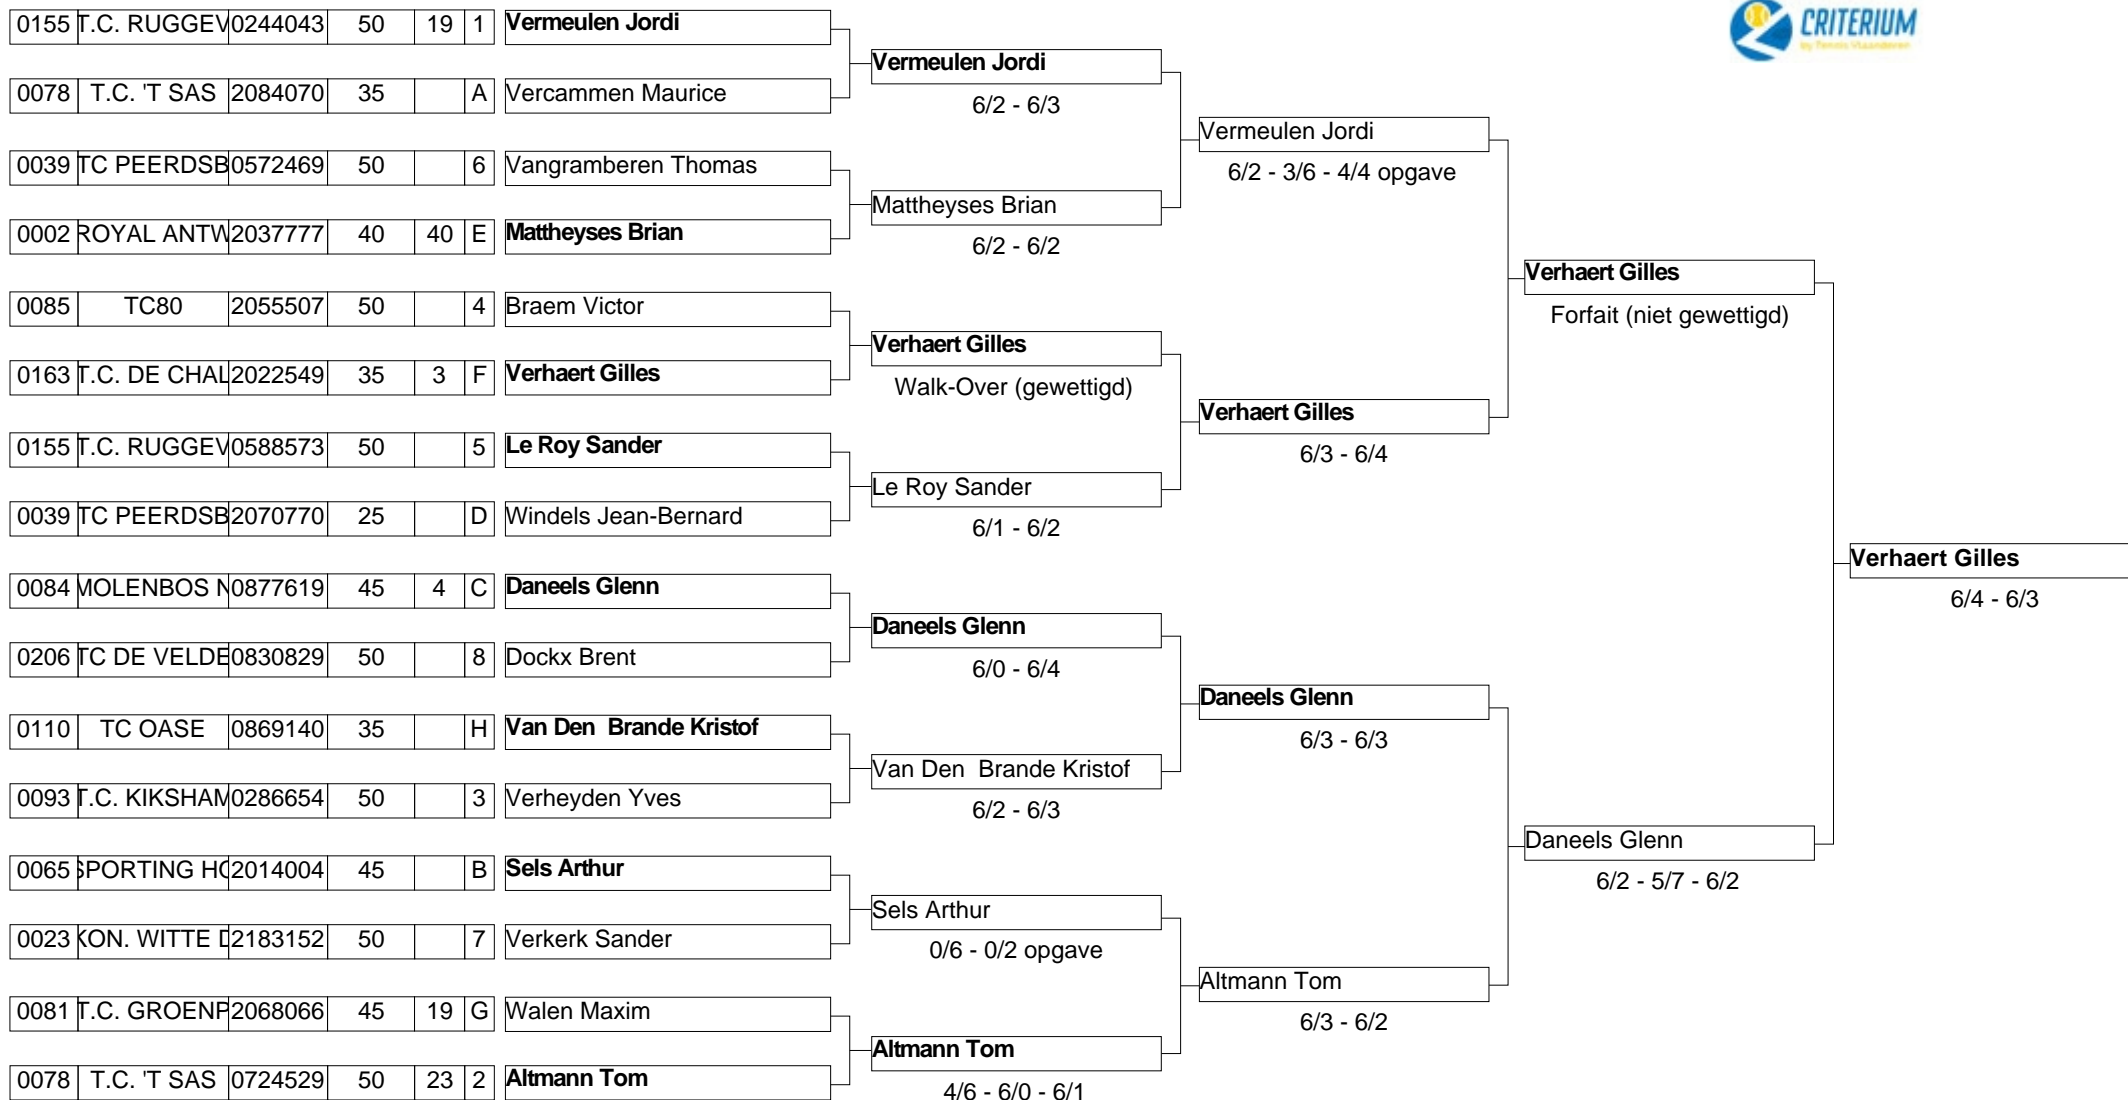 CRITERIUM
by Tennis Vlaanderen
0155 T.C. RUGGEV 0244043 50 19 1 Vermeulen Jordi
0078 T.C. 'T SAS 2084070 35 A Vercammen Maurice
0039 TC PEERDSB 0572469 50 6 Vangramberen Thomas
0002 ROYAL ANTW 2037777 40 40 E Mattheyses Brian
0085 TC80 2055507 50 4 Braem Victor
0163 T.C. DE CHAL 2022549 35 3 F Verhaert Gilles
0155 T.C. RUGGEV 0588573 50 5 Le Roy Sander
0039 TC PEERDSB 2070770 25 D Windels Jean-Bernard
0084 MOLENBOS N 0877619 45 4 C Daneels Glenn
0206 TC DE VELDE 0830829 50 8 Dockx Brent
0110 TC OASE 0869140 35 H Van Den Brande Kristof
0093 T.C. KIKSHAM 0286654 50 3 Verheyden Yves
0065 SPORTING HO 2014004 45 B Sels Arthur
0023 KON. WITTE D 2183152 50 7 Verkerk Sander
0081 T.C. GROENP 2068066 45 19 G Walen Maxim
0078 T.C. 'T SAS 0724529 50 23 2 Altmann Tom
Vermeulen Jordi
6/2 - 6/3
Mattheyses Brian
6/2 - 6/2
Verhaert Gilles
Walk-Over (gewettigd)
Le Roy Sander
6/1 - 6/2
Daneels Glenn
6/0 - 6/4
Van Den Brande Kristof
6/2 - 6/3
Sels Arthur
0/6 - 0/2 opgave
Altmann Tom
4/6 - 6/0 - 6/1
Vermeulen Jordi
6/2 - 3/6 - 4/4 opgave
Verhaert Gilles
6/3 - 6/4
Daneels Glenn
6/3 - 6/3
Altmann Tom
6/3 - 6/2
Verhaert Gilles
Forfait (niet gewettigd)
Daneels Glenn
6/2 - 5/7 - 6/2
Verhaert Gilles
6/4 - 6/3